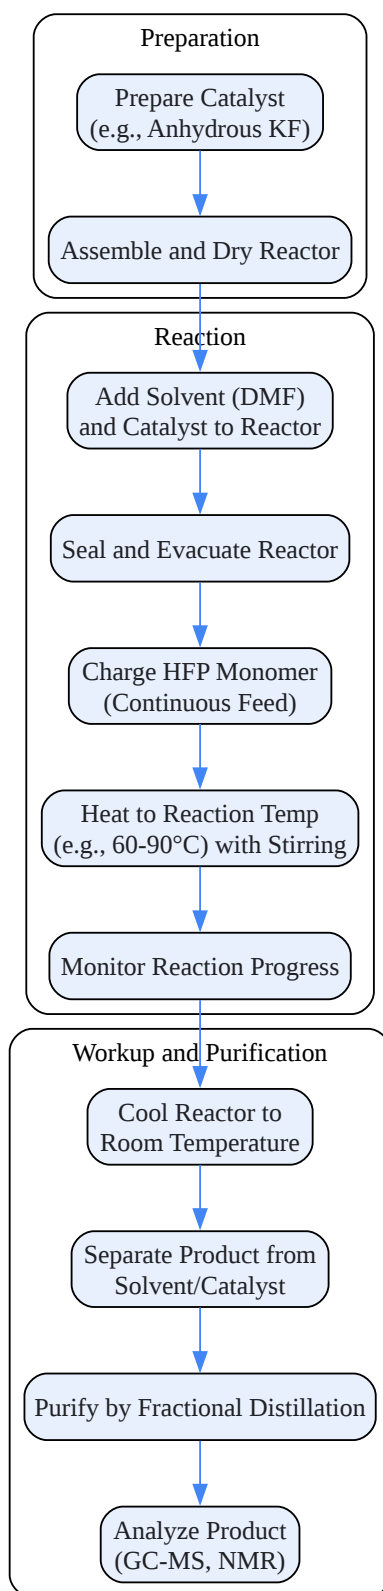 Preparation
Prepare Catalyst
(e.g., Anhydrous KF)
Assemble and Dry Reactor
Reaction
Add Solvent (DMF)
and Catalyst to Reactor
Seal and Evacuate Reactor
Charge HFP Monomer
(Continuous Feed)
Heat to Reaction Temp
(e.g., 60-90°C) with Stirring
Monitor Reaction Progress
Workup and Purification
Cool Reactor to
Room Temperature
Separate Product from
Solvent/Catalyst
Purify by Fractional Distillation
Analyze Product
(GC-MS, NMR)